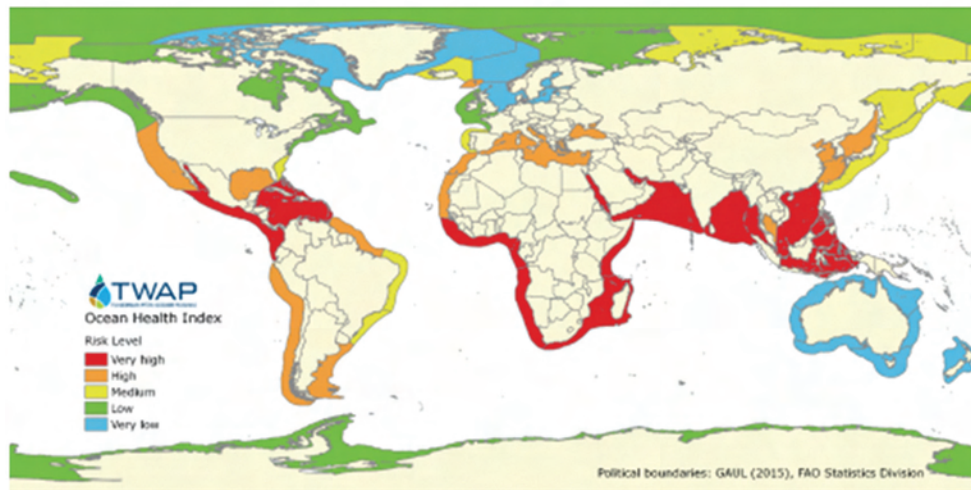 TWAP
Ocean Health Index
Risk Level
Very high
High
Medium
Low
Very low
Political boundaries: GAUL (2015), FAO Statistics Division